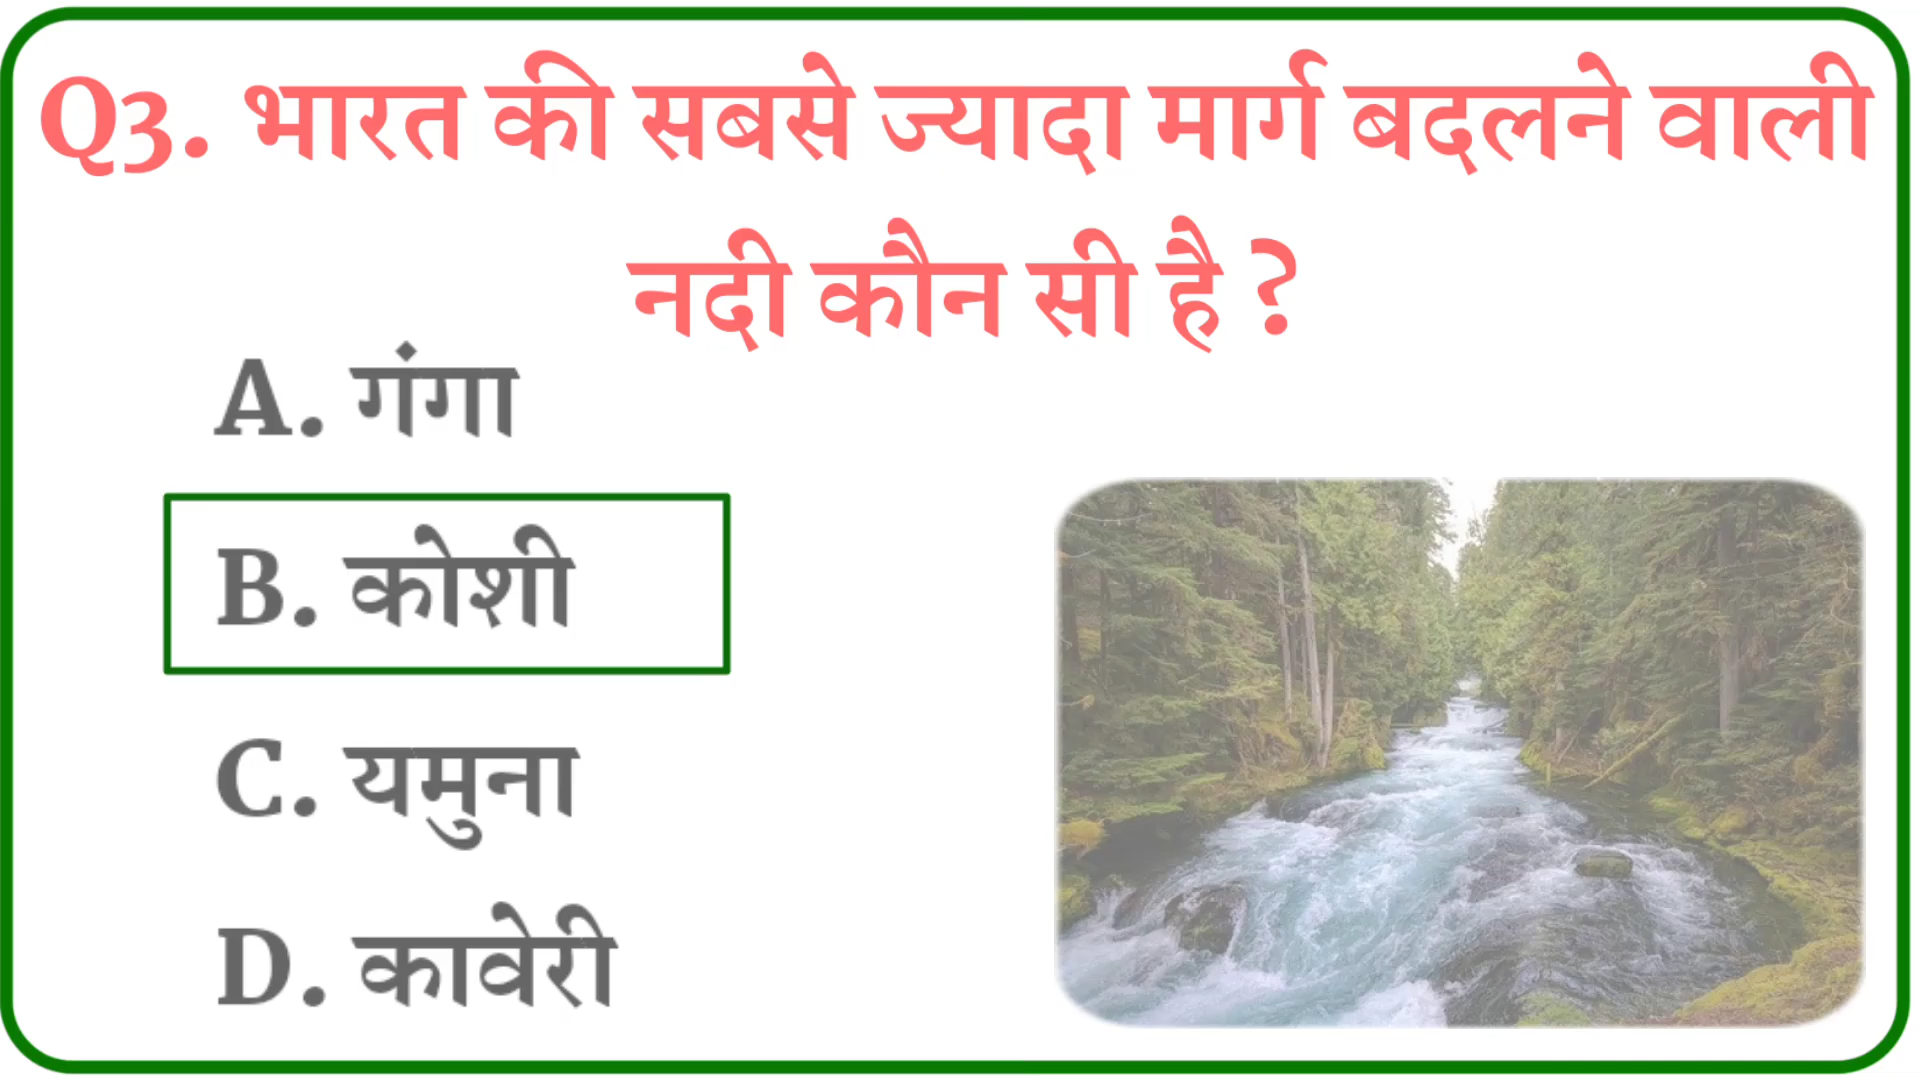 Q3. भारत की सबसे ज्यादा मार्ग बदलने वाली
नदी कौन सी है ?
A. गंगा
B. कोशी
C. यमुना
D. कावेरी